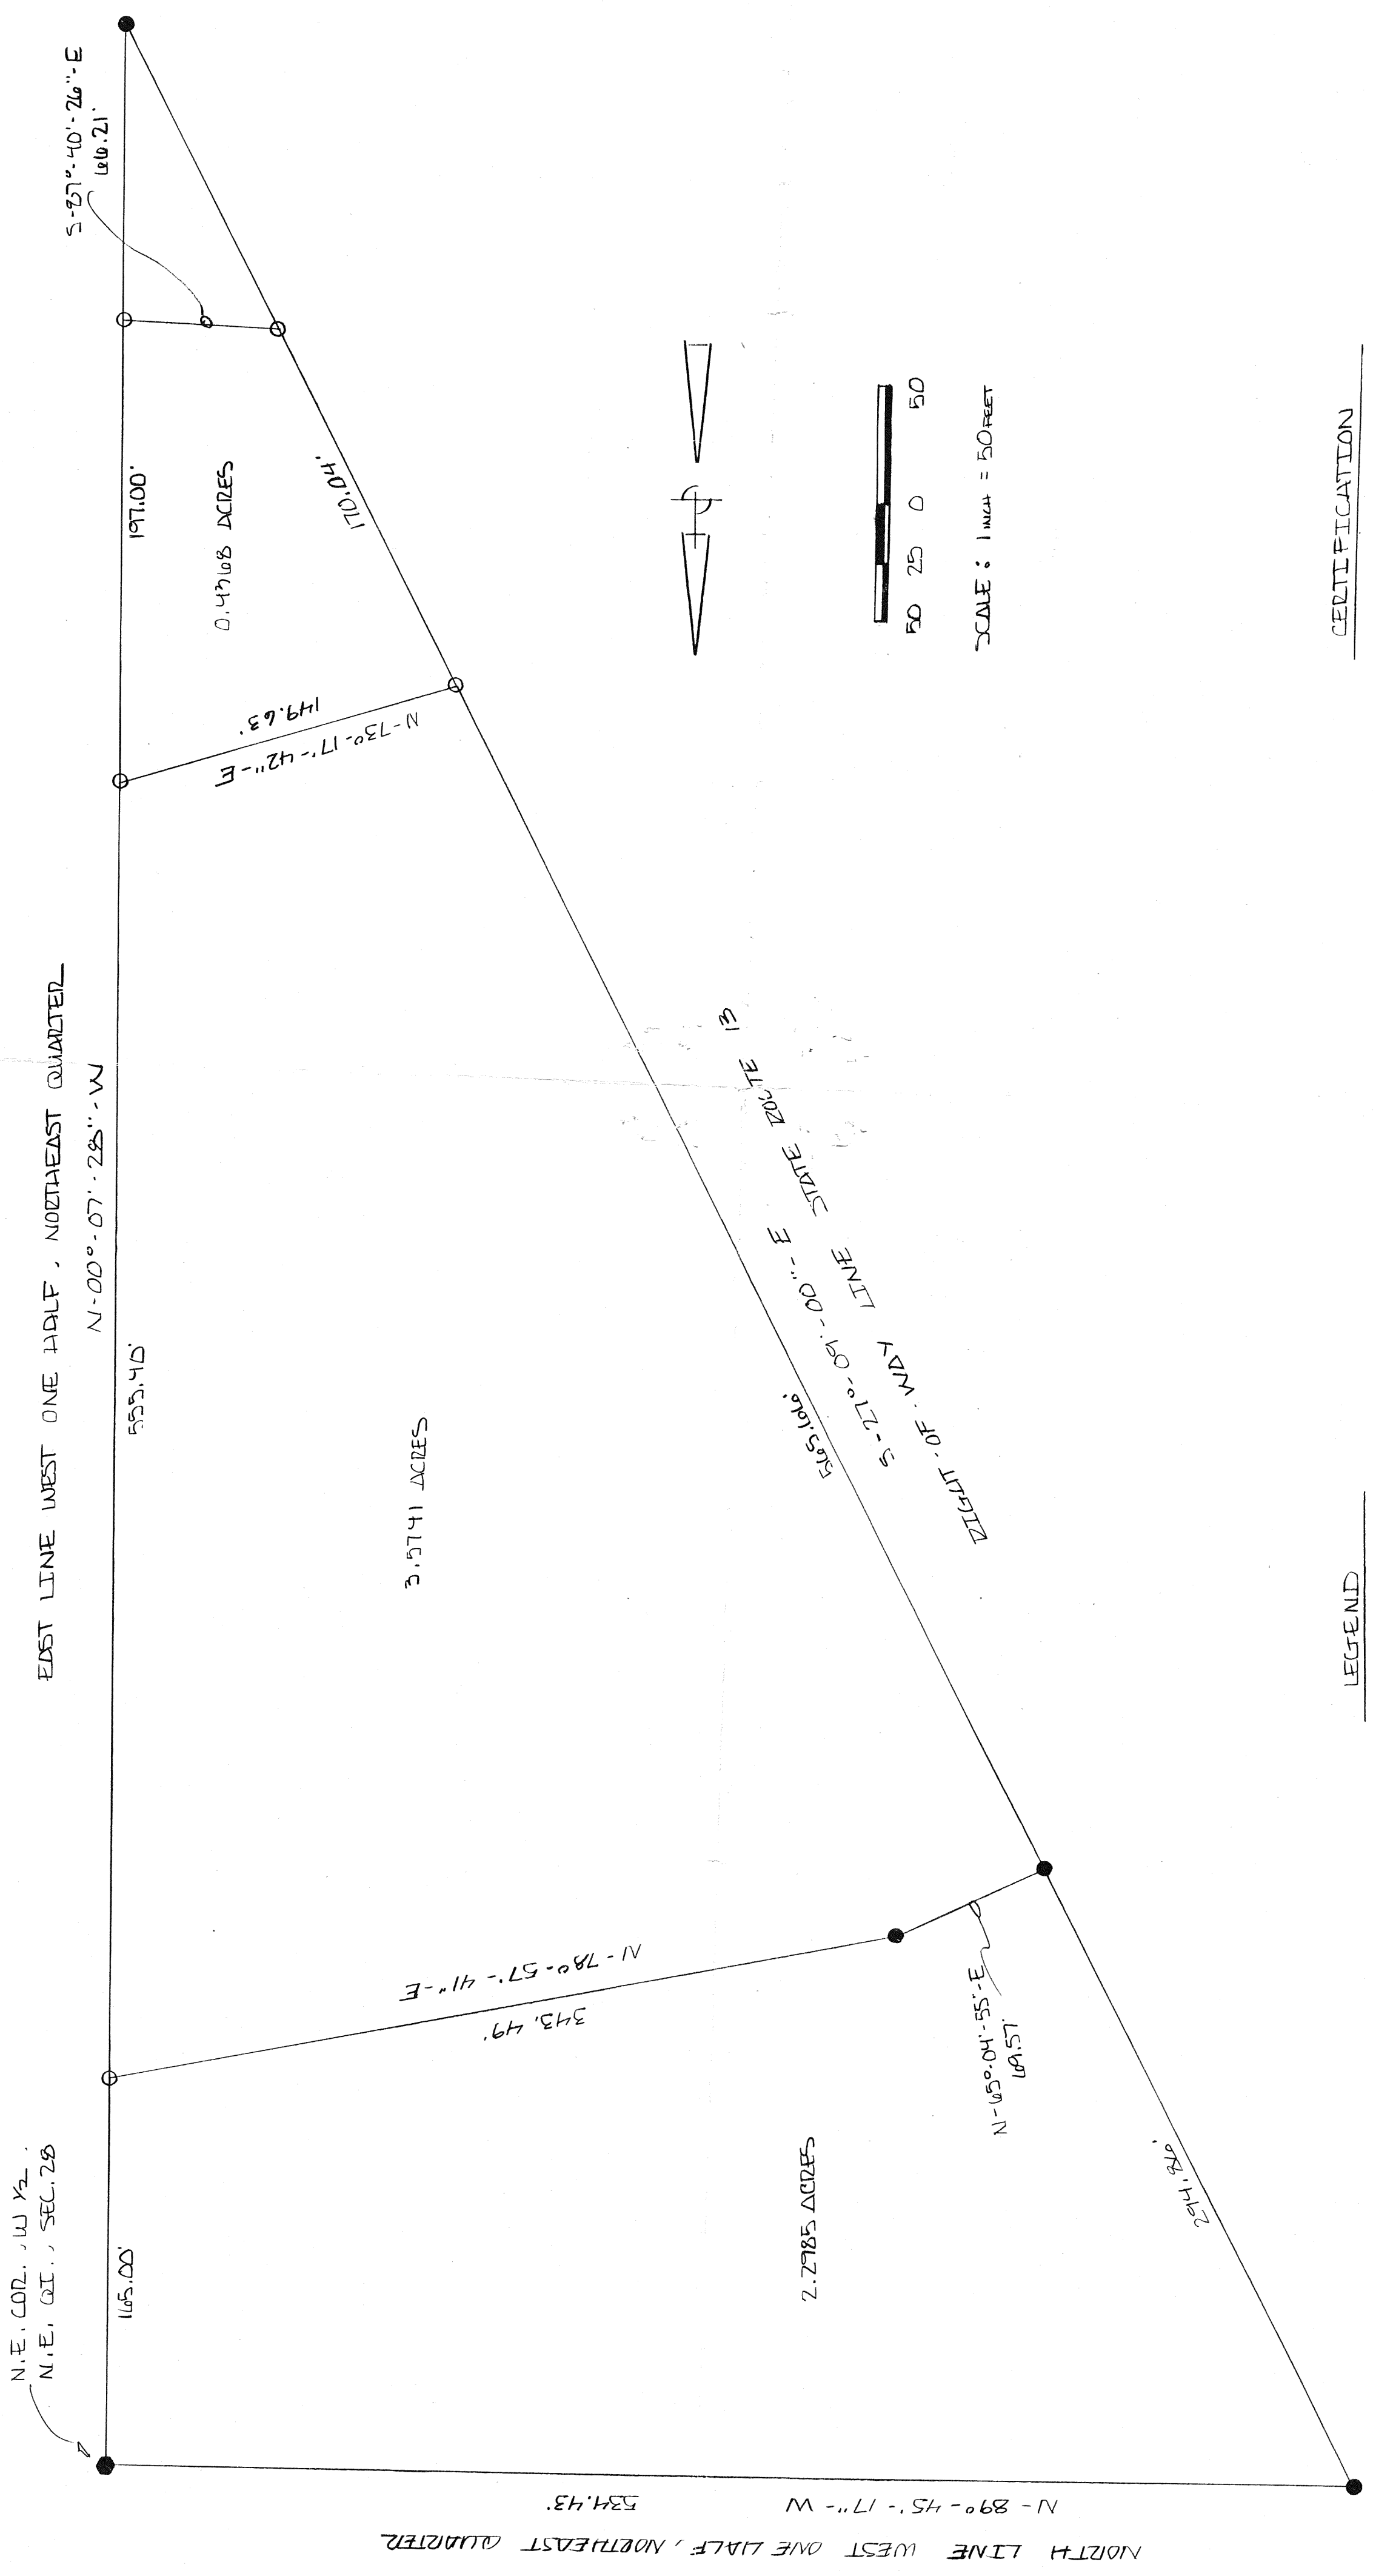 N.E. COR., W 1/2,
N.E. QT., SEC. 28
EAST LINE WEST ONE HALF, NORTHEAST QUARTER
N-00°-07'-28"-W
165.00'
555.40'
197.00'
S-87°-40'-26"-E
66.21'
0.4368 ACRES
170.04'
149.63'
N-73°-17'-42"-E
3.5741 ACRES
565.66'
S-27°-09'-00"-E
RIGHT-OF-WAY LINE STATE ROUTE 13
N-78°-57'-41"-E
343.49'
N-65°-04'-55"-E
69.57'
2.2985 ACRES
294.86'
N-89°-45'-17"-W 534.43'
NORTH LINE WEST ONE HALF, NORTHEAST QUARTER
50 25 0 50
SCALE: 1 INCH = 50 FEET
LEGEND
CERTIFICATION